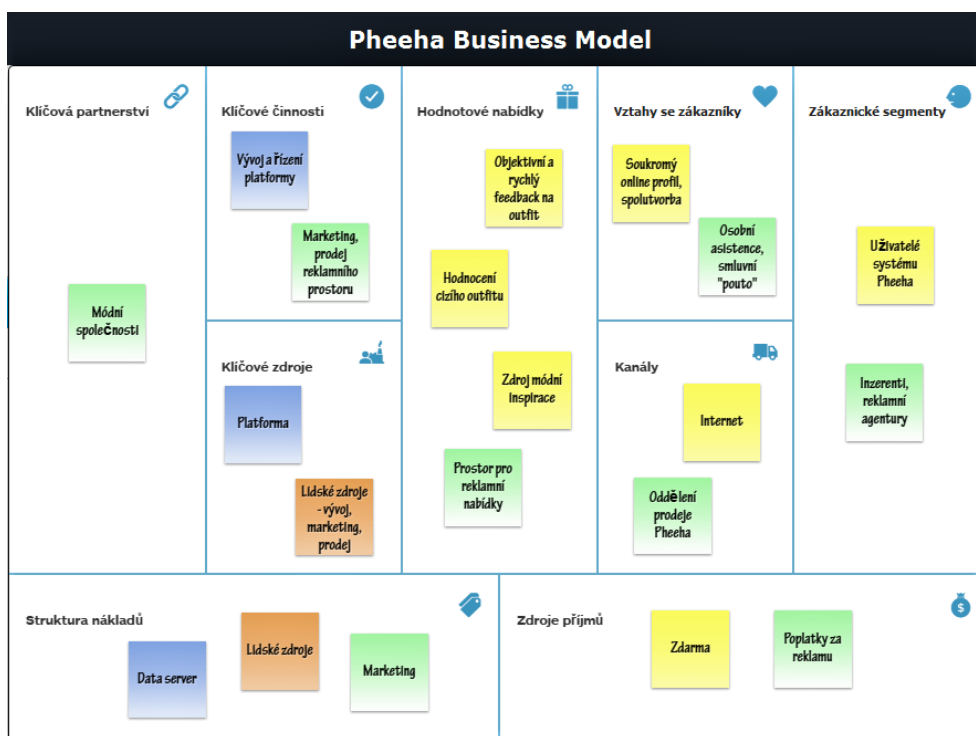 Pheeha Business Model
Klíčová partnerství
Módní
společnosti
Klíčové činnosti
Vývoj a řízení
platformy
Marketing,
prodej
reklamního
prostoru
Klíčové zdroje
Platforma
Lidské zdroje
- vývoj,
marketing,
prodej
Hodnotové nabídky
Objektivní a
rychlý
feedback na
outfit
Hodnocení
cizího outfitu
Zdroj módní
inspirace
Prostor pro
reklamní
nabídky
Vztahy se zákazníky
Soukromý
online profil,
spolutvorba
Osobní
asistence,
smluvní
"pouto"
Kanály
Internet
Oddělení
prodeje
Pheeha
Zákaznické segmenty
Uživatelé
systému
Pheeha
Inzerenti,
reklamní
agentury
Struktura nákladů
Data server
Lidské zdroje
Marketing
Zdroje příjmů
Zdarma
Poplatky za
reklamu
$